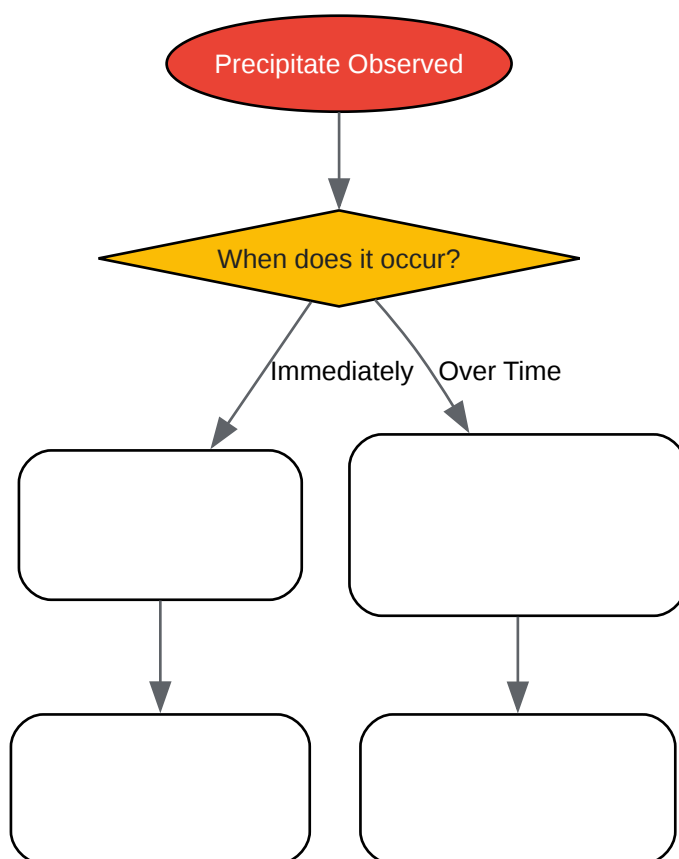 Precipitate Observed
When does it occur?
Immediately
Over Time